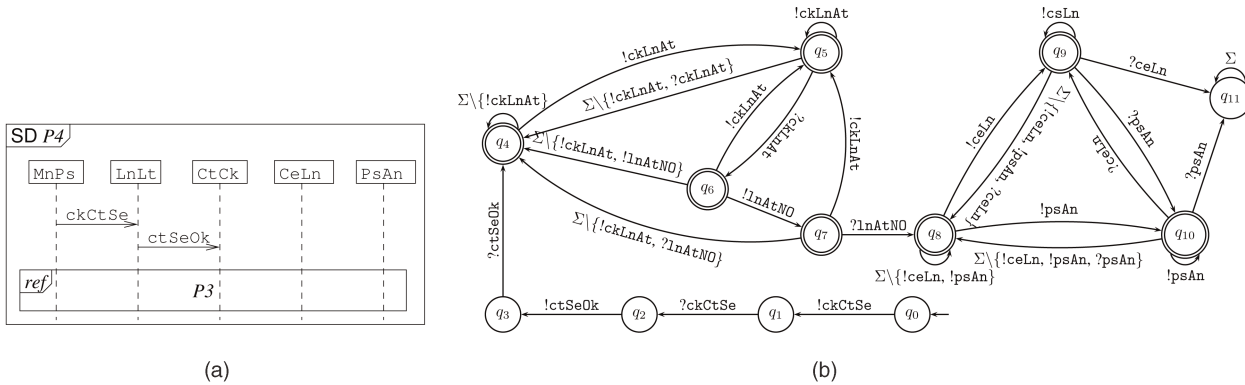 SD P4
MnPs LnLt CtCk CeLn PsAn
ckCtSe
ctSeOk
ref
P3
(a)
!ckLnAt
q5
!ckLnAt
Σ\{!ckLnAt, ?ckLnAt}
Σ\{!ckLnAt}
q4
!ckLnAt
?ckLnAt
!ckLnAt
Σ\{!ckLnAt, !lnAtNO}
q6
!lnAtNO
q7
Σ\{!ckLnAt, ?lnAtNO}
?lnAtNO
?ctSeOk
q3
!ctSeOk
q2
?ckCtSe
q1
!ckCtSe
q0
!csLn
q9
?ceLn
Σ
q11
!ceLn
Σ\{!ceLn, !psAn, ?ceLn}
?psAn
?ceLn
?psAn
q8
!psAn
q10
Σ\{!ceLn, !psAn, ?psAn}
Σ\{!ceLn, !psAn}
!psAn
(b)